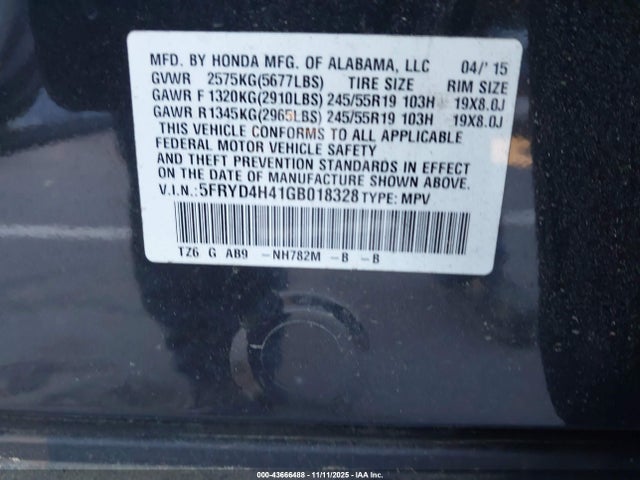 MFD. BY HONDA MFG. OF ALABAMA, LLC 04/'15
GVWR 2575KG(5677LBS) TIRE SIZE RIM SIZE
GAWR F 1320KG(2910LBS) 245/55R19 103H 19X8.0J
GAWR R 1345KG(2965LBS) 245/55R19 103H 19X8.0J
THIS VEHICLE CONFORMS TO ALL APPLICABLE
FEDERAL MOTOR VEHICLE SAFETY
AND THEFT PREVENTION STANDARDS IN EFFECT
ON THE DATE OF MANUFACTURE SHOWN ABOVE.
V.I.N.: 5FRYD4H41GB018328 TYPE: MPV
TZ6 G AB9 -NH782M -B -B
000-43666488 - 11/11/2025 - IAA Inc.